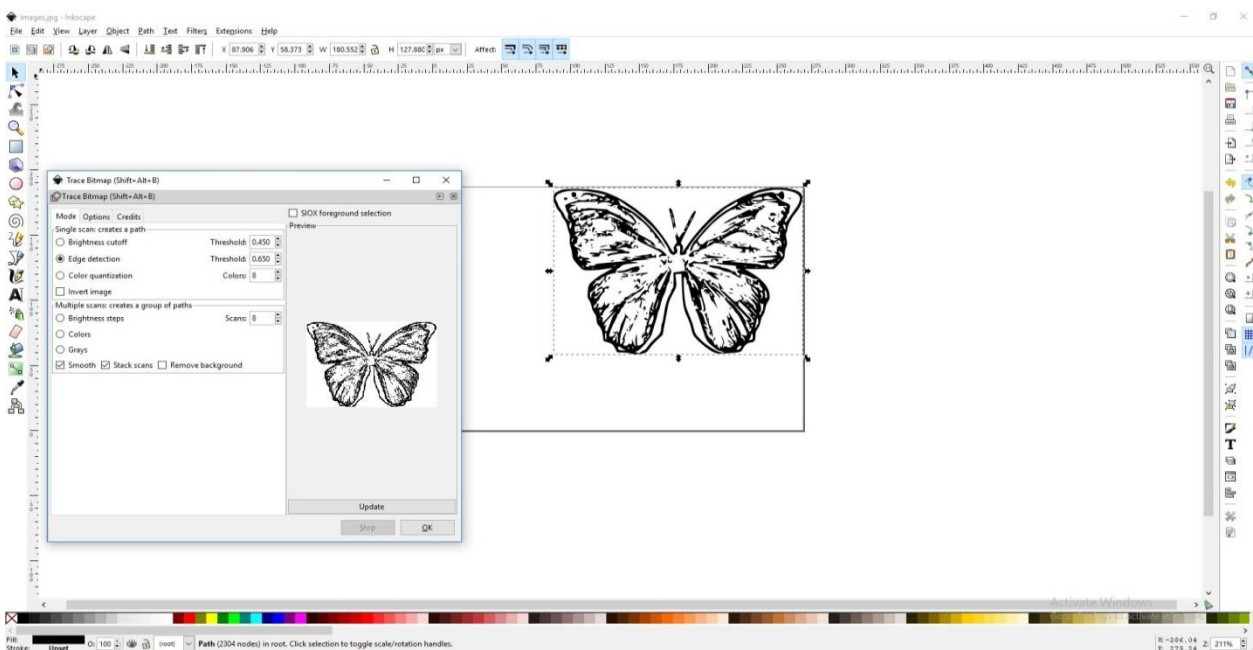 images.jpg - Inkscape
File Edit View Layer Object Path Text Filters Extensions Help
X 87.906 Y 58.373 W 180.552 H 127.880 px Affect:
Trace Bitmap (Shift+Alt+B)
Trace Bitmap (Shift+Alt+B)
Mode Options Credits
SIOX foreground selection
Preview
Single scan: creates a path
Brightness cutoff Threshold: 0.450
Edge detection Threshold: 0.650
Color quantization Colors: 8
Invert image
Multiple scans: creates a group of paths
Brightness steps Scans: 8
Colors
Grays
Smooth Stack scans Remove background
Update
Stop OK
Activate Windows
Fill:
Stroke: Unset
O: 100 (root) Path (2304 nodes) in root. Click selection to toggle scale/rotation handles.
X: -206.04
Y: 273.24
Z: 211%